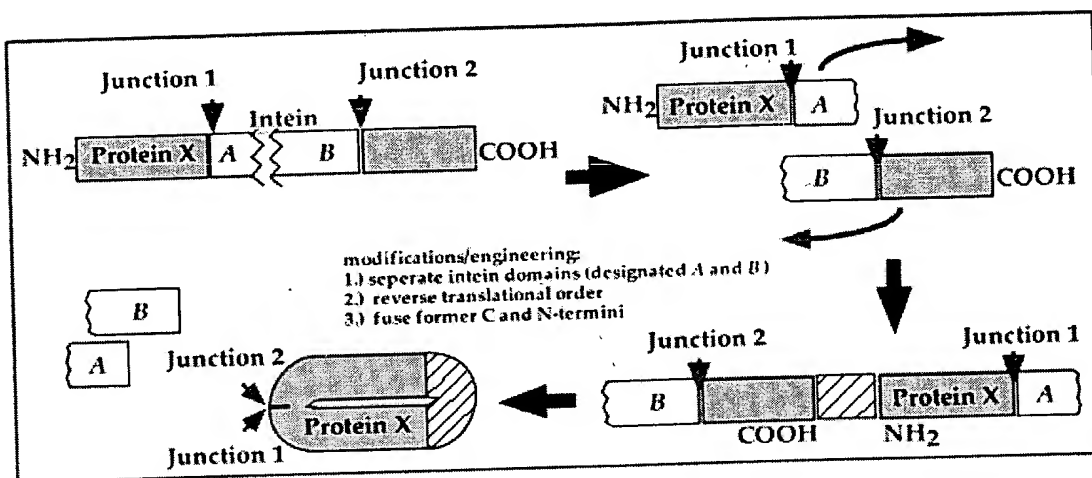 Junction 1
Junction 2
Intein
NH2 Protein X A B COOH
Junction 1
NH2 Protein X A
Junction 2
B COOH
modifications/engineering:
1.) seperate intein domains (designated A and B)
2.) reverse translational order
3.) fuse former C and N-termini
B
A
Junction 2
Protein X
Junction 1
Junction 2
Junction 1
B Protein X A
COOH NH2